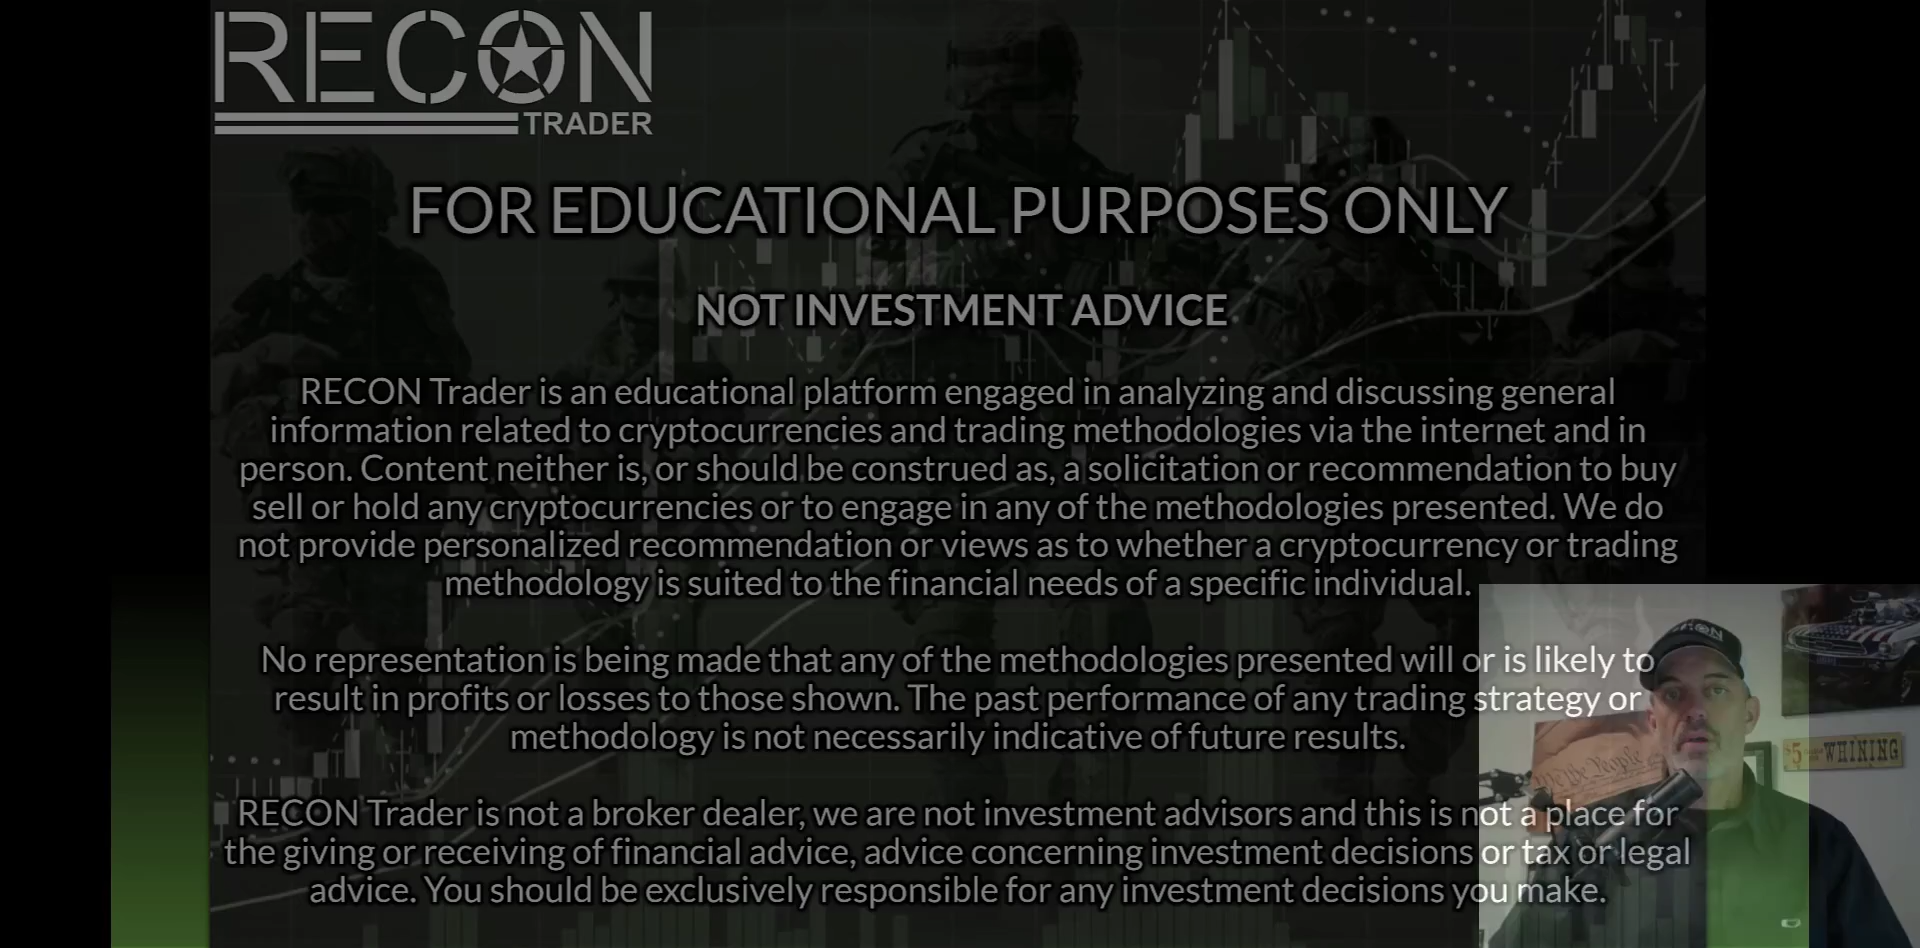 RECON
TRADER
FOR EDUCATIONAL PURPOSES ONLY
NOT INVESTMENT ADVICE
RECON Trader is an educational platform engaged in analyzing and discussing general
information related to cryptocurrencies and trading methodologies via the internet and in
person. Content neither is, or should be construed as, a solicitation or recommendation to buy
sell or hold any cryptocurrencies or to engage in any of the methodologies presented. We do
not provide personalized recommendation or views as to whether a cryptocurrency or trading
methodology is suited to the financial needs of a specific individual.
No representation is being made that any of the methodologies presented will or is likely to
result in profits or losses to those shown. The past performance of any trading strategy or
methodology is not necessarily indicative of future results.
RECON Trader is not a broker dealer, we are not investment advisors and this is not a place for
the giving or receiving of financial advice, advice concerning investment decisions or tax or legal
advice. You should be exclusively responsible for any investment decisions you make.
RECON
We the People
$5
WHINING